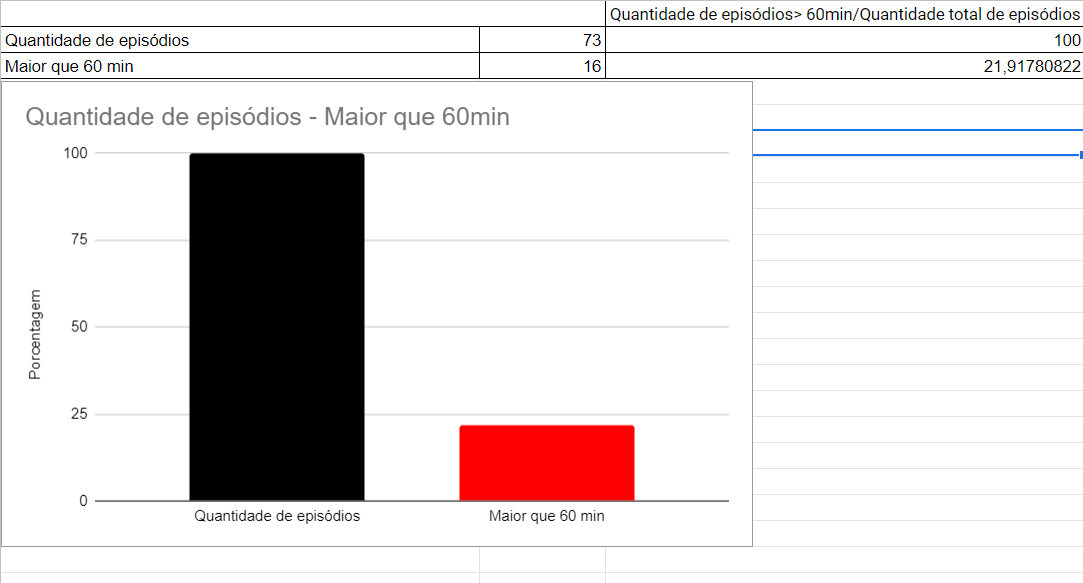 Quantidade de episódios> 60min/Quantidade total de episódios
Quantidade de episódios 73 100
Maior que 60 min 16 21,91780822
Quantidade de episódios - Maior que 60min
100
75
50
25
0
Porcentagem
Quantidade de episódios Maior que 60 min